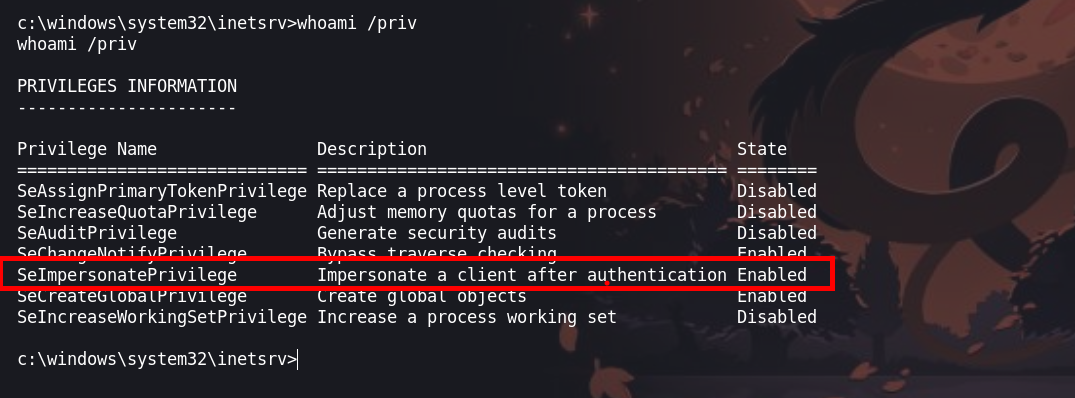 c:\windows\system32\inetsrv>whoami /priv
whoami /priv
PRIVILEGES INFORMATION
----------------------
Privilege Name Description State
============================= ========================================= ========
SeAssignPrimaryTokenPrivilege Replace a process level token Disabled
SeIncreaseQuotaPrivilege Adjust memory quotas for a process Disabled
SeAuditPrivilege Generate security audits Disabled
SeChangeNotifyPrivilege Bypass traverse checking Enabled
SeImpersonatePrivilege Impersonate a client after authentication Enabled
SeCreateGlobalPrivilege Create global objects Enabled
SeIncreaseWorkingSetPrivilege Increase a process working set Disabled
c:\windows\system32\inetsrv>